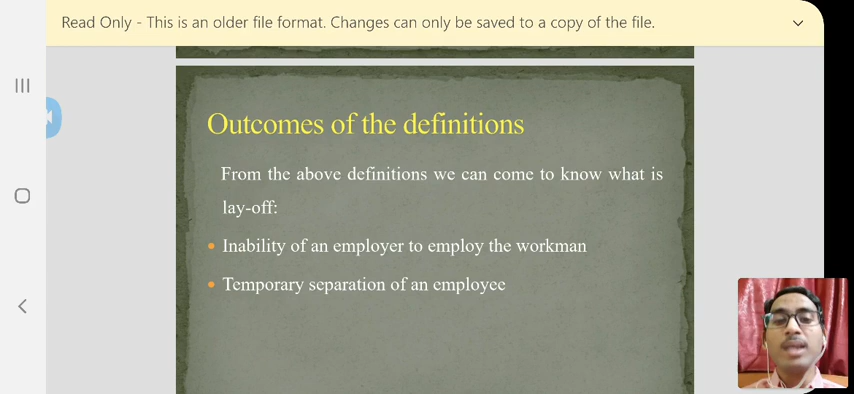 Read Only - This is an older file format. Changes can only be saved to a copy of the file.
Outcomes of the definitions
From the above definitions we can come to know what is
lay-off:
• Inability of an employer to employ the workman
• Temporary separation of an employee